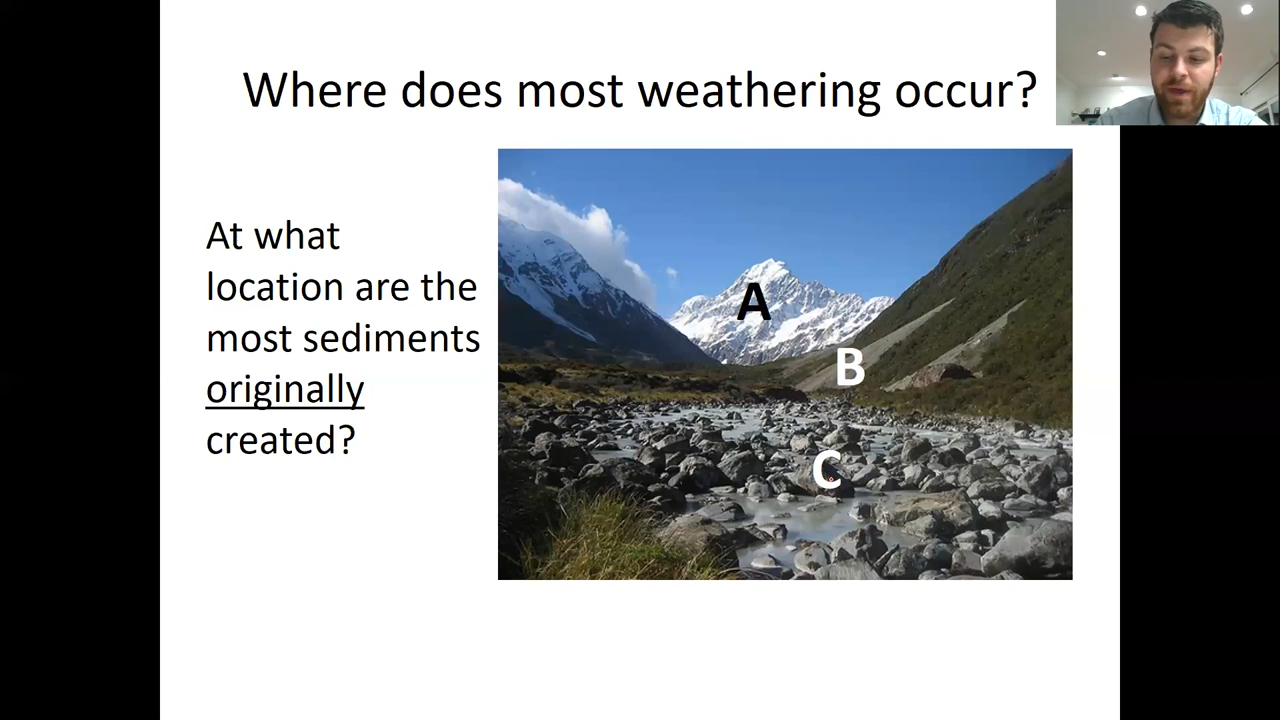 Where does most weathering occur?
At what
location are the
most sediments
originally
created?
A
B
C